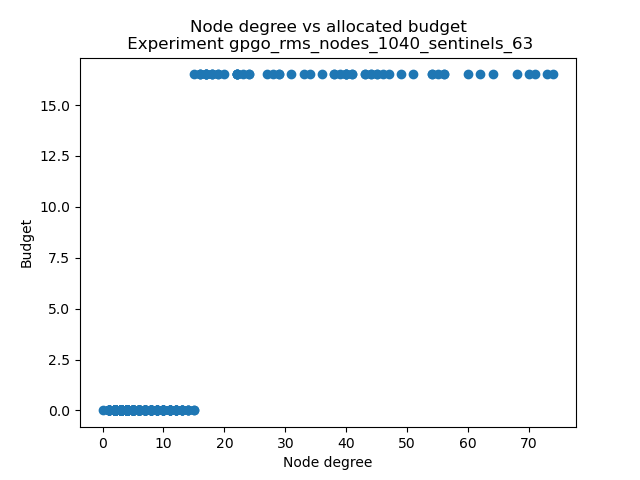 Node degree vs allocated budget
Experiment gpgo_rms_nodes_1040_sentinels_63
15.0
12.5
10.0
7.5
5.0
2.5
0.0
Budget
0 10 20 30 40 50 60 70
Node degree